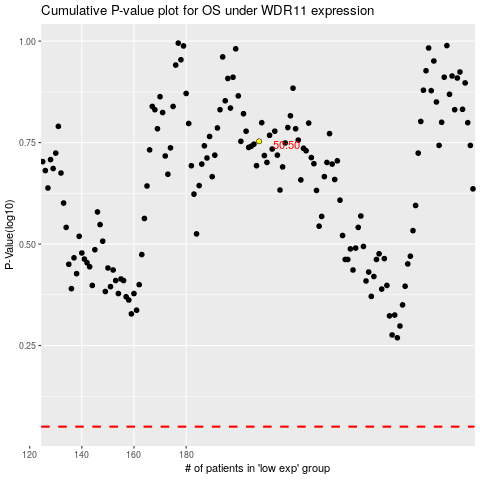 Cumulative P-value plot for OS under WDR11 expression
P-Value(log10)
1.00
0.75
0.50
0.25
50:50
120 140 160 180
# of patients in 'low exp' group